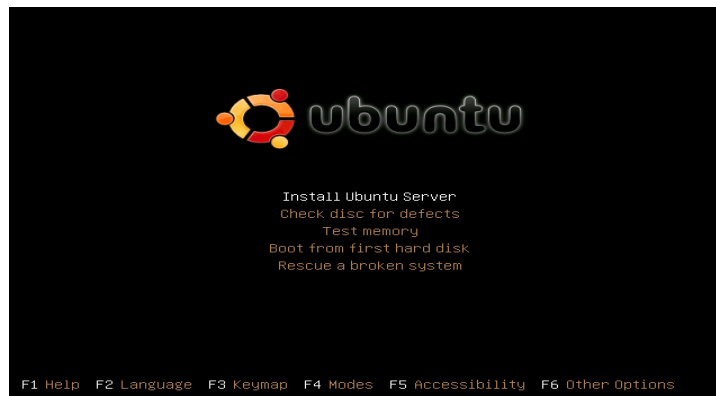 ubuntu
Install Ubuntu Server
Check disc for defects
Test memory
Boot from first hard disk
Rescue a broken system
F1 Help F2 Language F3 Keymap F4 Modes F5 Accessibility F6 Other Options